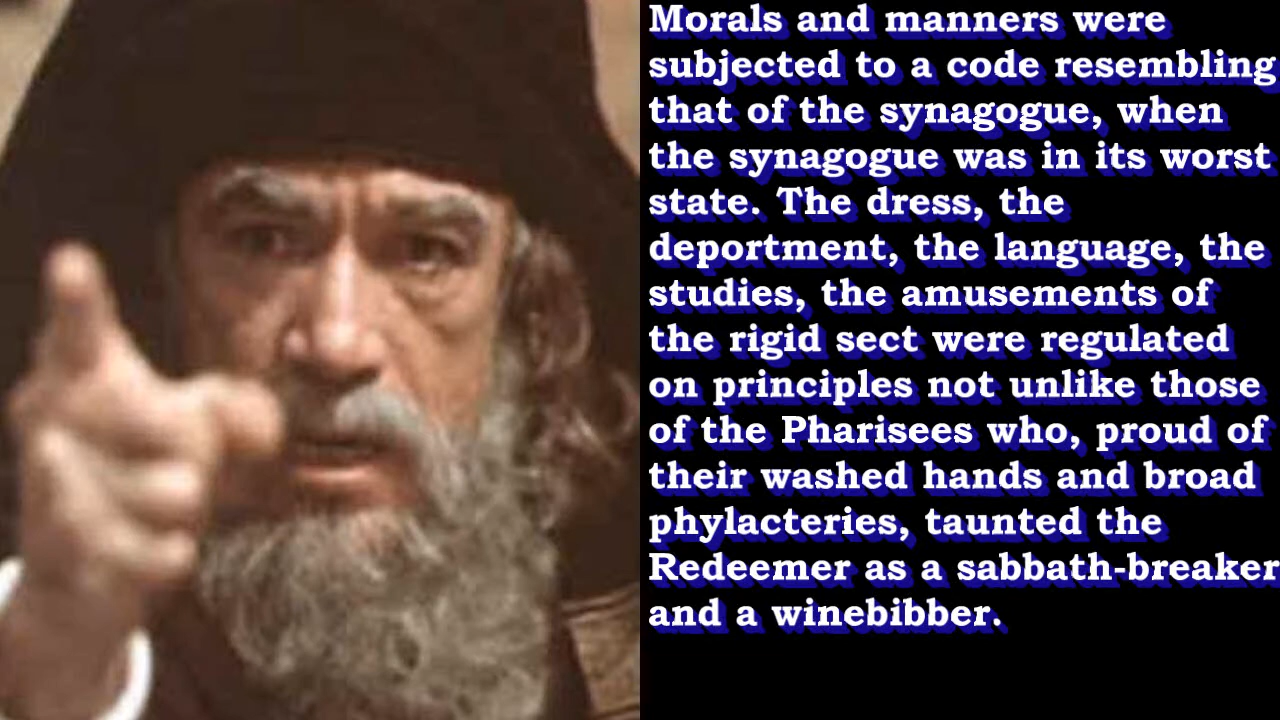 Morals and manners were
subjected to a code resembling
that of the synagogue, when
the synagogue was in its worst
state. The dress, the
deportment, the language, the
studies, the amusements of
the rigid sect were regulated
on principles not unlike those
of the Pharisees who, proud of
their washed hands and broad
phylacteries, taunted the
Redeemer as a sabbath-breaker
and a winebibber.